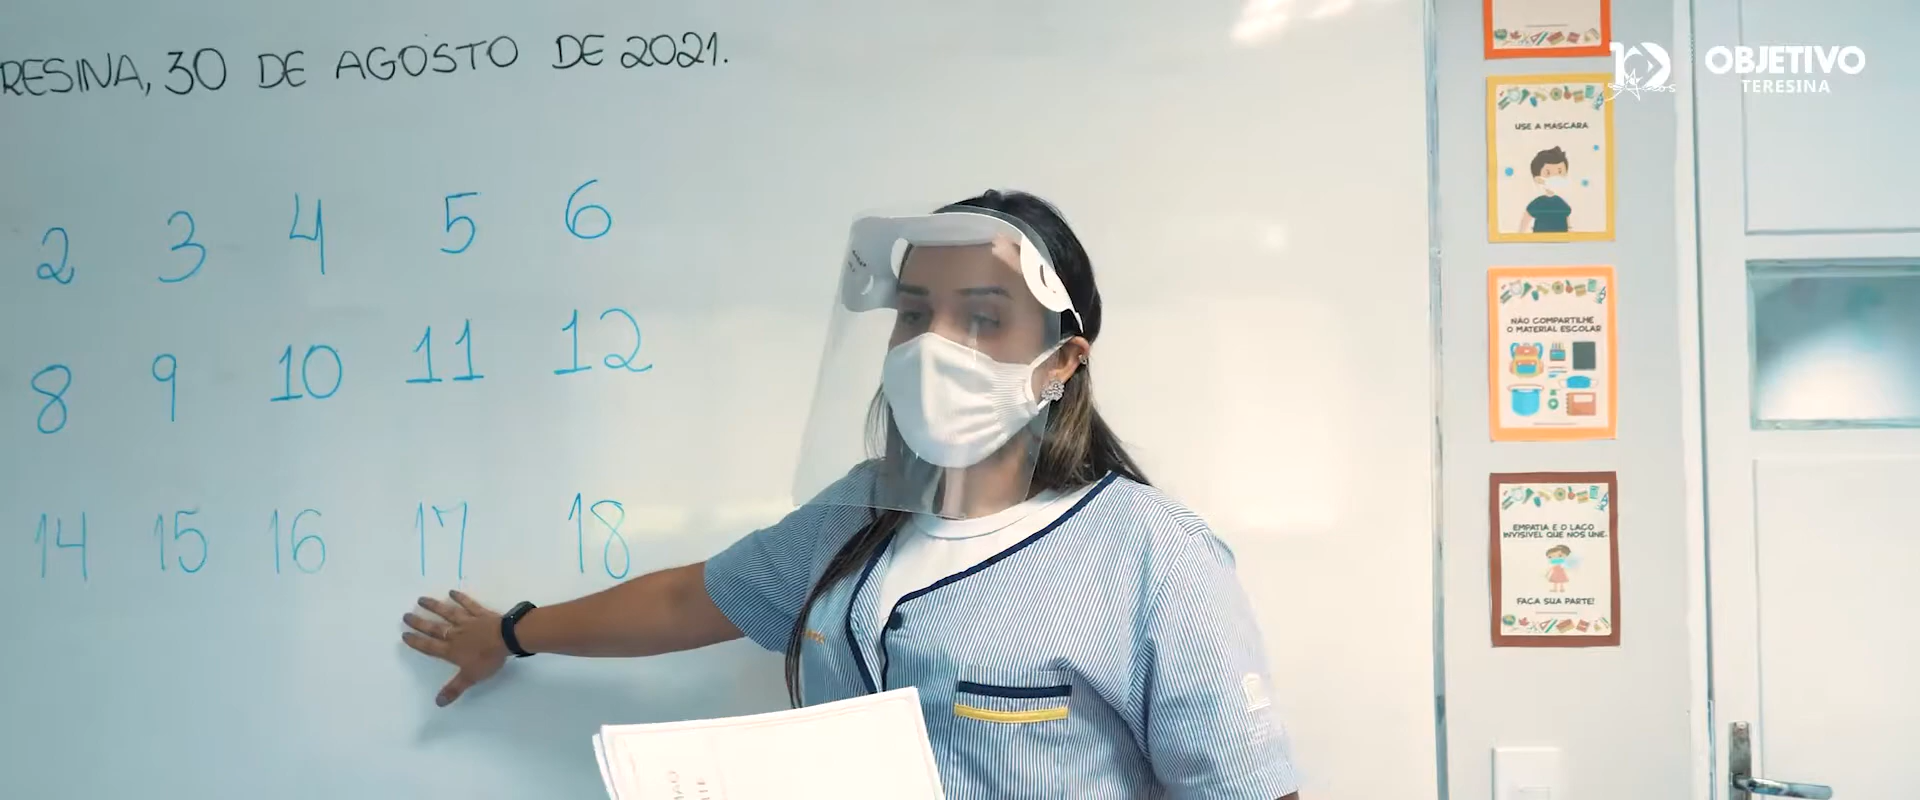 RESINA, 30 DE AGOSTO DE 2021.
2 3 4 5 6
8 9 10 11 12
14 15 16 17 18
OBJETIVO
TERESINA
USE A MÁSCARA
NÃO COMPARTILHE
O MATERIAL ESCOLAR
EMPATIA É O LAÇO
INVISÍVEL QUE NOS UNE.
FAÇA SUA PARTE!